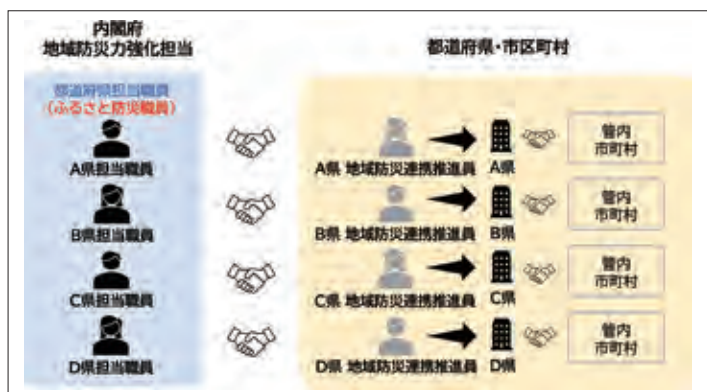 内閣府
地域防災力強化担当
都道府県・市区町村
都道府県担当職員
(ふるさと防災職員)
A県担当職員
A県 地域防災連携推進員
A県
管内
市町村
B県担当職員
B県 地域防災連携推進員
B県
管内
市町村
C県担当職員
C県 地域防災連携推進員
C県
管内
市町村
D県担当職員
D県 地域防災連携推進員
D県
管内
市町村